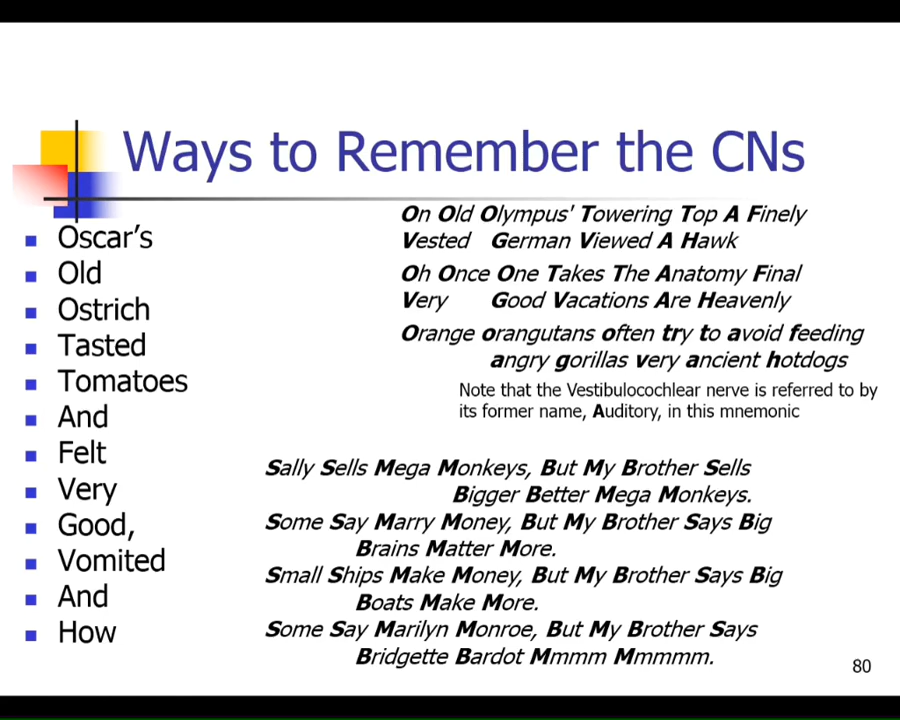 Ways to Remember the CNs
Oscar's
Old
Ostrich
Tasted
Tomatoes
And
Felt
Very
Good,
Vomited
And
How
On Old Olympus' Towering Top A Finely
Vested German Viewed A Hawk
Oh Once One Takes The Anatomy Final
Very Good Vacations Are Heavenly
Orange orangutans often try to avoid feeding
angry gorillas very ancient hotdogs
Note that the Vestibulocochlear nerve is referred to by
its former name, Auditory, in this mnemonic
Sally Sells Mega Monkeys, But My Brother Sells
Bigger Better Mega Monkeys.
Some Say Marry Money, But My Brother Says Big
Brains Matter More.
Small Ships Make Money, But My Brother Says Big
Boats Make More.
Some Say Marilyn Monroe, But My Brother Says
Bridgette Bardot Mmmm Mmmmm.
80